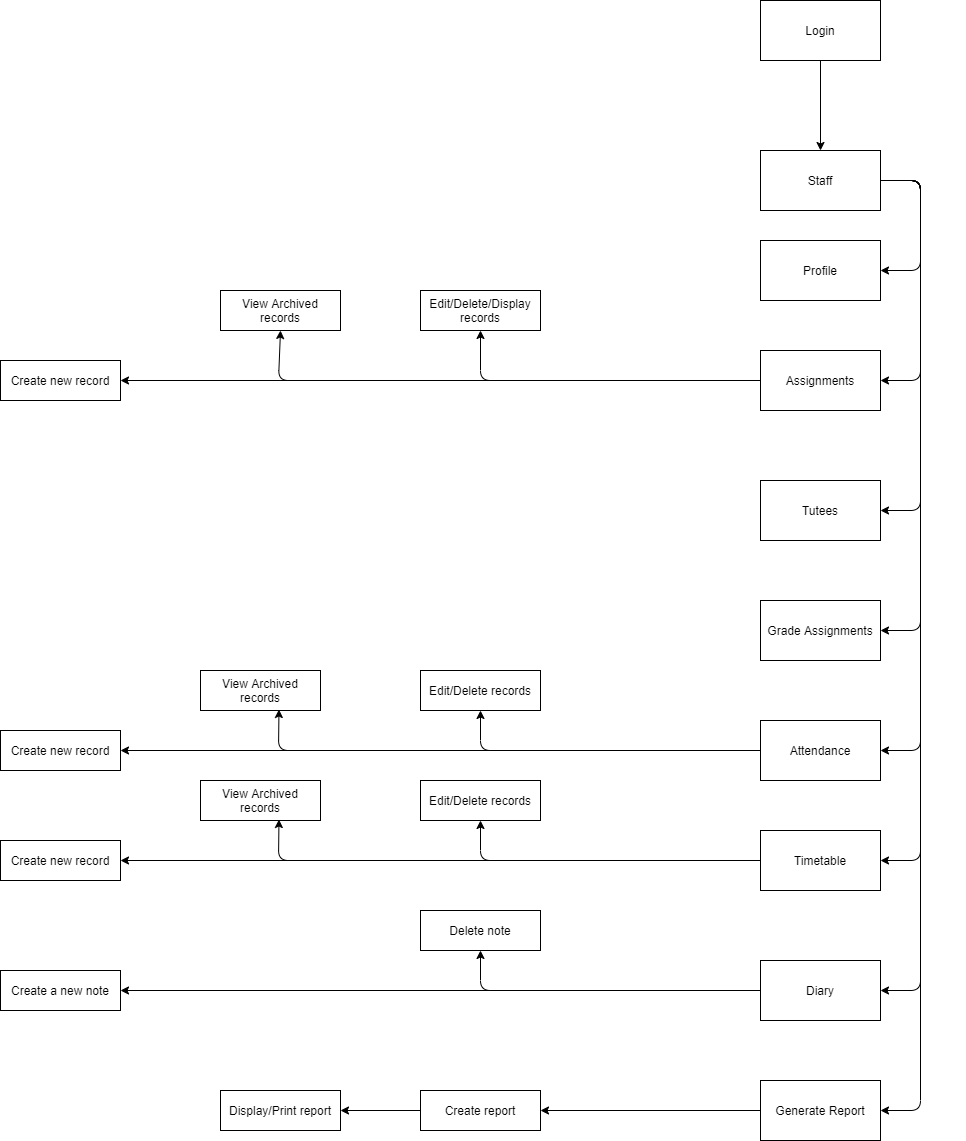 Login
Staff
Profile
View Archived
records
Edit/Delete/Display
records
Create new record
Assignments
Tutees
Grade Assignments
View Archived
records
Edit/Delete records
Create new record
Attendance
View Archived
records
Edit/Delete records
Create new record
Timetable
Delete note
Create a new note
Diary
Display/Print report
Create report
Generate Report